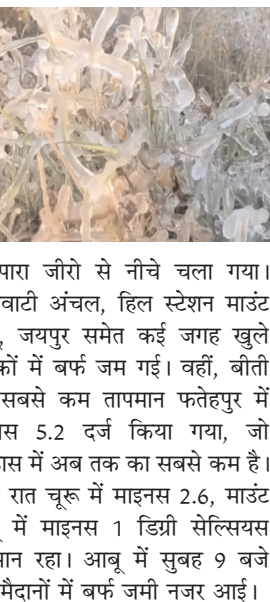 पारा जीरो से नीचे चला गया।
वाटी अंचल, हिल स्टेशन माउंट
जयपुर समेत कई जगह खुले
में बर्फ जम गई। वहीं, बीती
सबसे कम तापमान फतेहपुर में
5.2 दर्ज किया गया, जो
में अब तक का सबसे कम है।
रात चूरू में माइनस 2.6, माउंट
में माइनस 1 डिग्री सेल्सियस
रहा। आबू में सुबह 9 बजे
मैदानों में बर्फ जमी नजर आई।